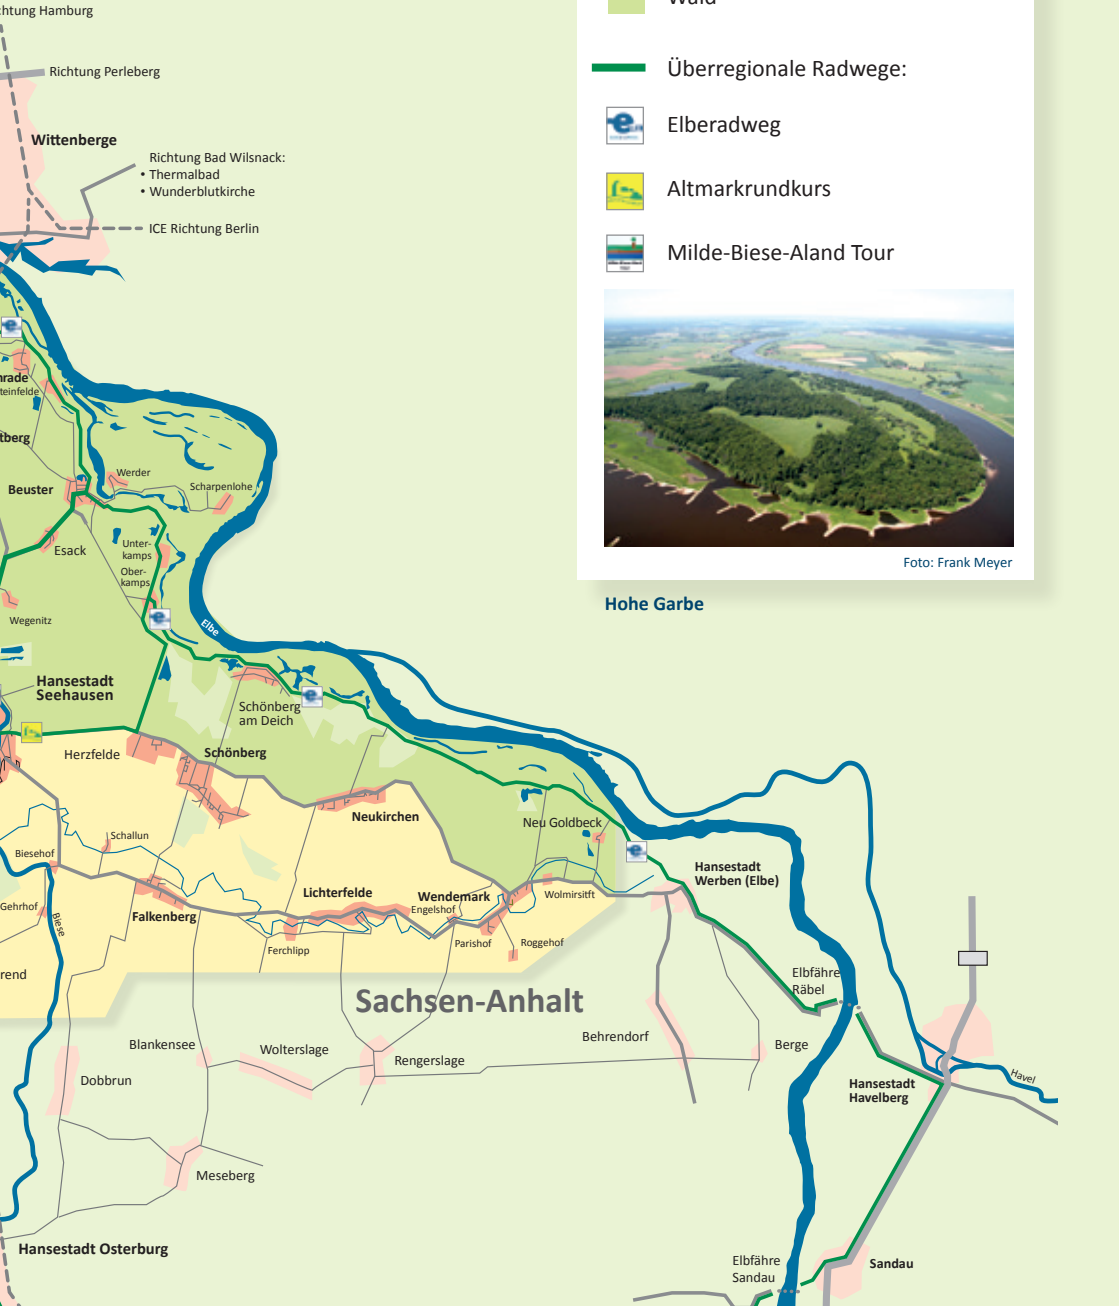 Richtung Perleberg
Wittenberge
Richtung Bad Wilsnack:
• Thermalbad
• Wunderblutkirche
ICE Richtung Berlin
Überregionale Radwege:
Elberadweg
Altmarkrundkurs
Milde-Biese-Aland Tour
Foto: Frank Meyer
Hohe Garbe
Werder
Scharpenlohe
Beuster
Esack
Unter-
kamps
Ober-
kamps
Wegenitz
Elbe
Hansestadt
Seehausen
Schönberg
am Deich
Herzfelde
Schönberg
Neukirchen
Neu Goldbeck
Schallun
Biesehof
Gehrhof
Biese
Falkenberg
Lichterfelde
Wendemark
Engelshof
Wolmirsitft
Ferchlipp
Parishof
Roggehof
Hansestadt
Werben (Elbe)
Elbfähre
Räbel
Sachsen-Anhalt
Blankensee
Wolterslage
Rengerslage
Behrendorf
Berge
Dobbrun
Hansestadt
Havelberg
Havel
Meseberg
Hansestadt Osterburg
Elbfähre
Sandau
Sandau